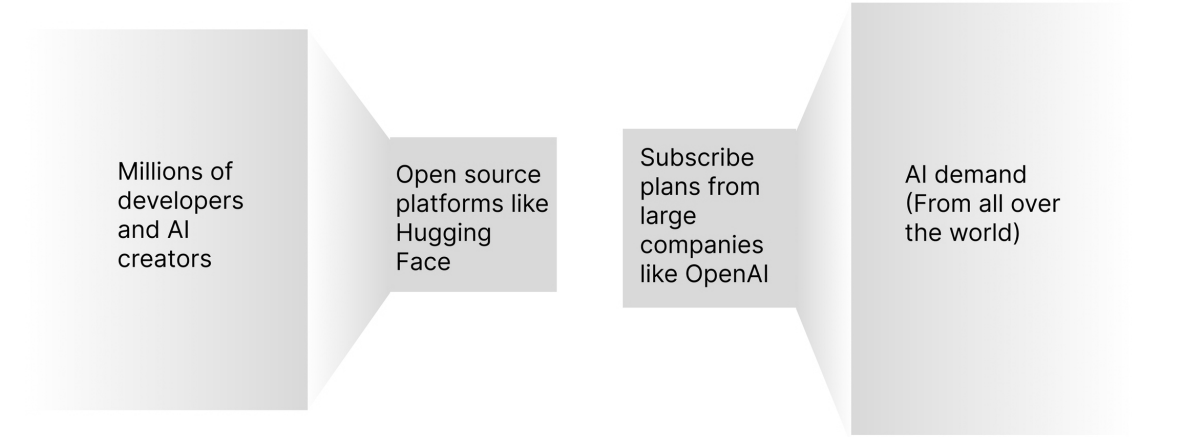 Millions of
developers
and AI
creators
Open source
platforms like
Hugging
Face
Subscribe
plans from
large
companies
like OpenAI
AI demand
(From all over
the world)